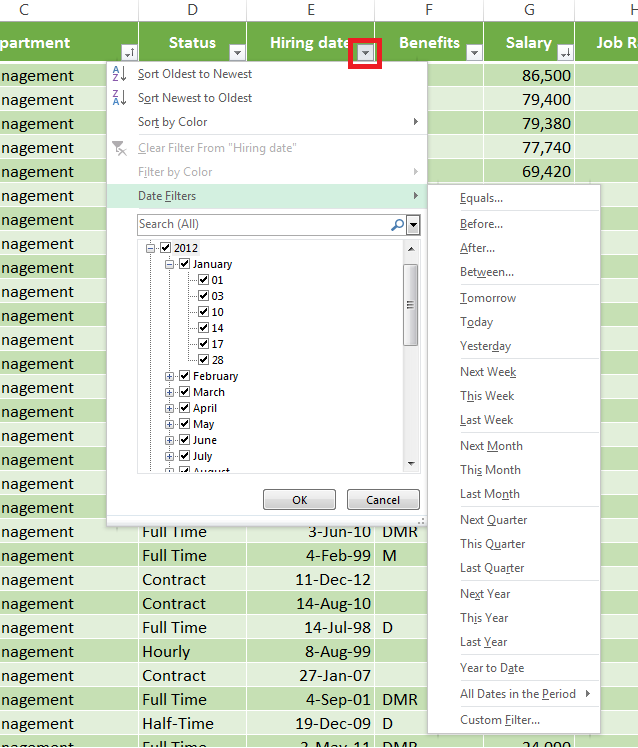 C D E F G H
partment Status Hiring date Benefits Salary Job R
nagement 86,500
nagement 79,400
nagement 79,380
nagement 77,740
nagement 69,420
nagement
nagement
nagement
nagement
nagement
nagement
nagement
nagement
nagement
nagement
nagement
nagement
nagement
nagement
A
Z Sort Oldest to Newest
Z
A Sort Newest to Oldest
Sort by Color
Clear Filter From "Hiring date"
Filter by Color
Date Filters
Search (All)
2012
January
01
03
10
14
17
28
February
March
April
May
June
July
August
OK Cancel
Equals...
Before...
After...
Between...
Tomorrow
Today
Yesterday
Next Week
This Week
Last Week
Next Month
This Month
Last Month
Next Quarter
This Quarter
Last Quarter
Next Year
This Year
Last Year
Year to Date
All Dates in the Period
Custom Filter...
nagement Full Time 3-Jun-10 DMR
nagement Full Time 4-Feb-99 M
nagement Contract 11-Dec-12
nagement Contract 14-Aug-10
nagement Full Time 14-Jul-98 D
nagement Hourly 8-Aug-99
nagement Contract 27-Jan-07
nagement Full Time 4-Sep-01 DMR
nagement Half-Time 19-Dec-09 D
nagement Full Time 3-May-11 DMR 24,090